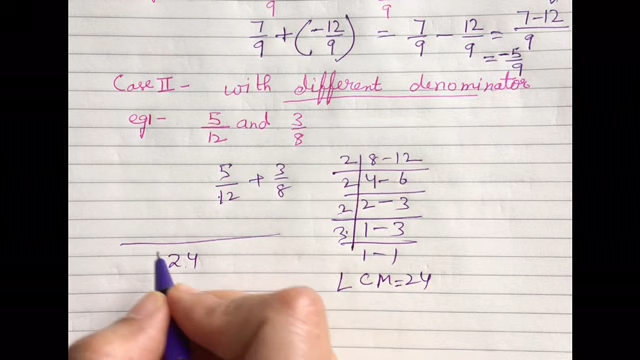 7/9 + (-12/9) = 7/9 - 12/9 = 7-12/9
= -5/9
Case II - with different denominator
eg1- 5/12 and 3/8
5/12 + 3/8
24
2 | 8 - 12
2 | 4 - 6
2 | 2 - 3
3 | 1 - 3
1 - 1
LCM = 24